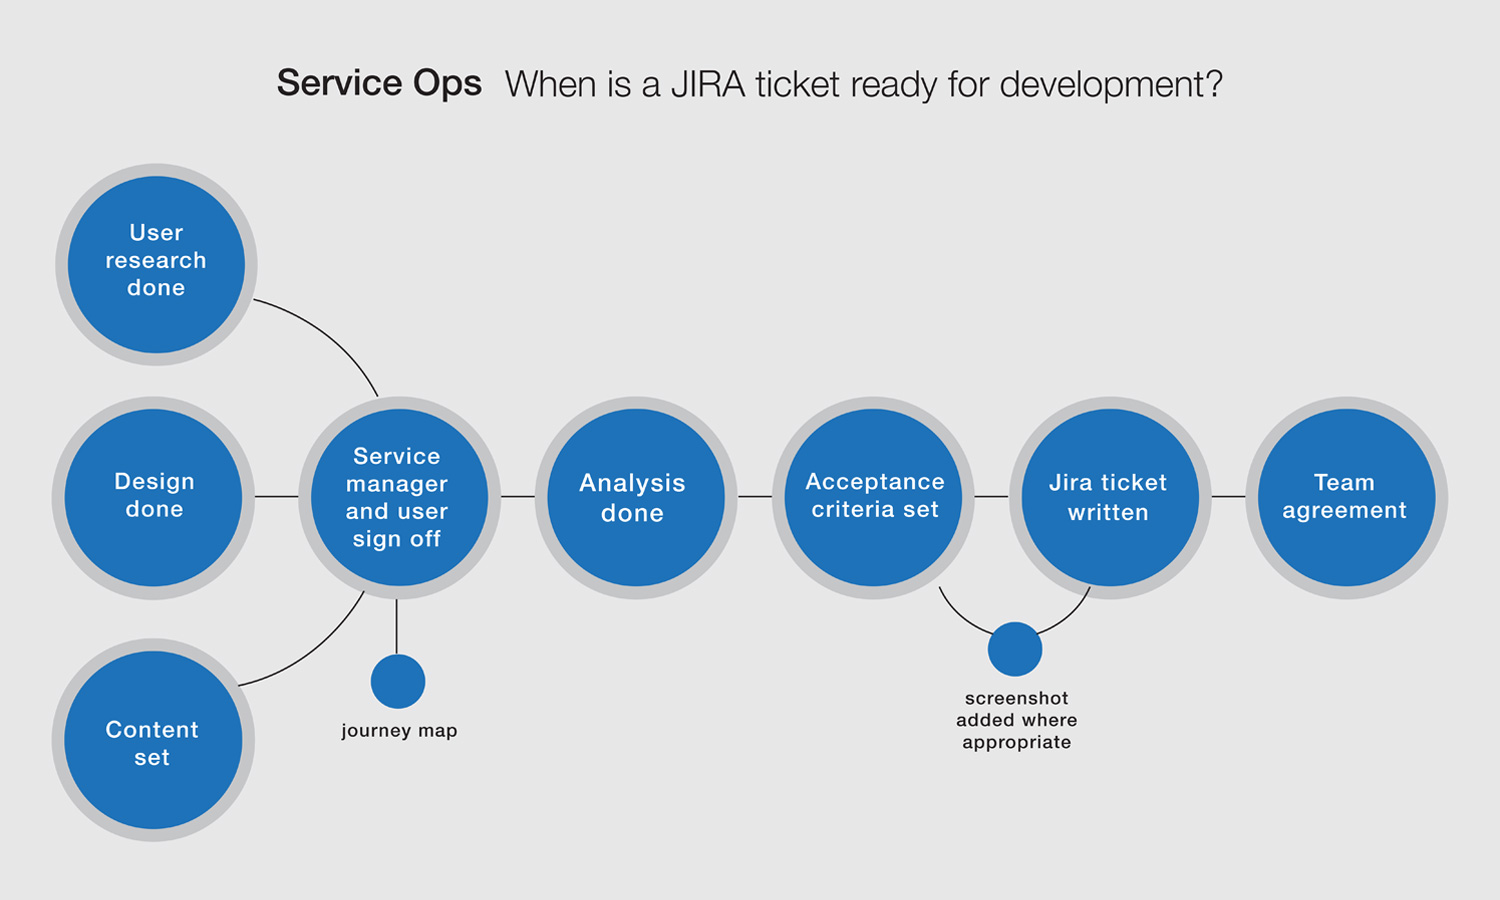 Service Ops When is a JIRA ticket ready for development?
User
research
done
Design
done
Content
set
Service
manager
and user
sign off
journey map
Analysis
done
Acceptance
criteria set
screenshot
added where
appropriate
Jira ticket
written
Team
agreement